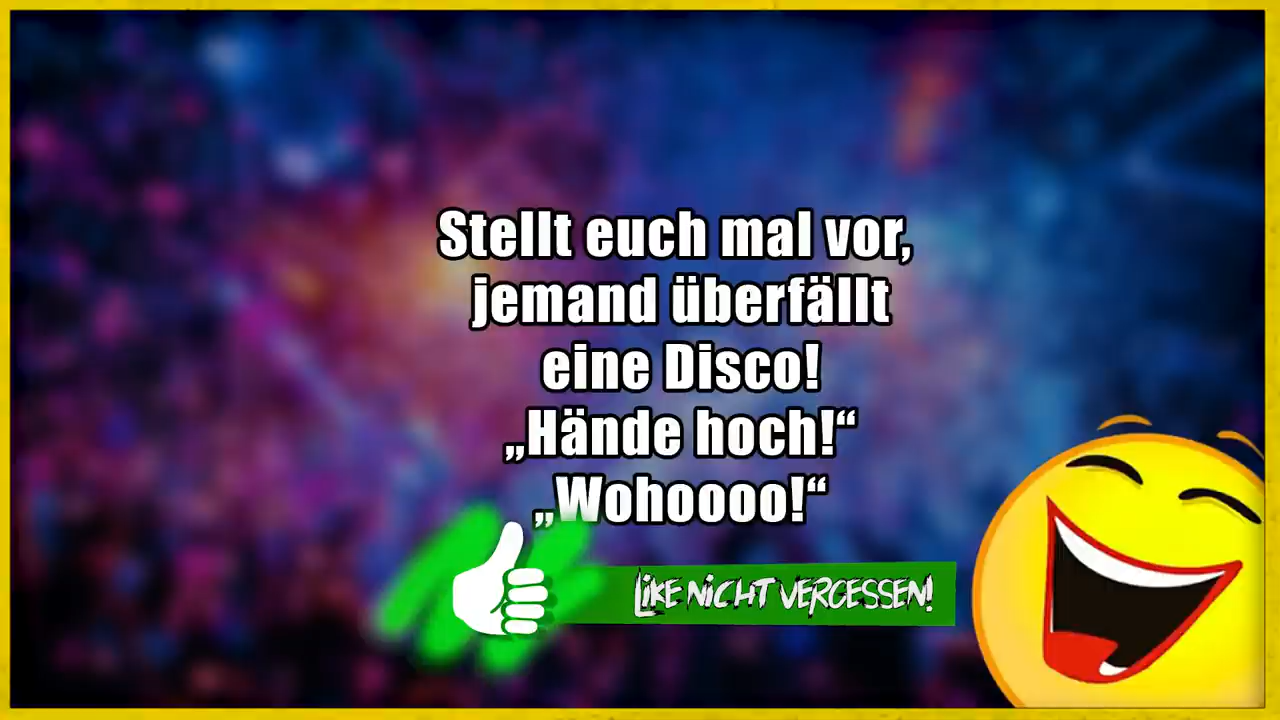 Stellt euch mal vor,
jemand überfällt
eine Disco!
„Hände hoch!“
„Wohoooo!“
LIKE NICHT VERGESSEN!